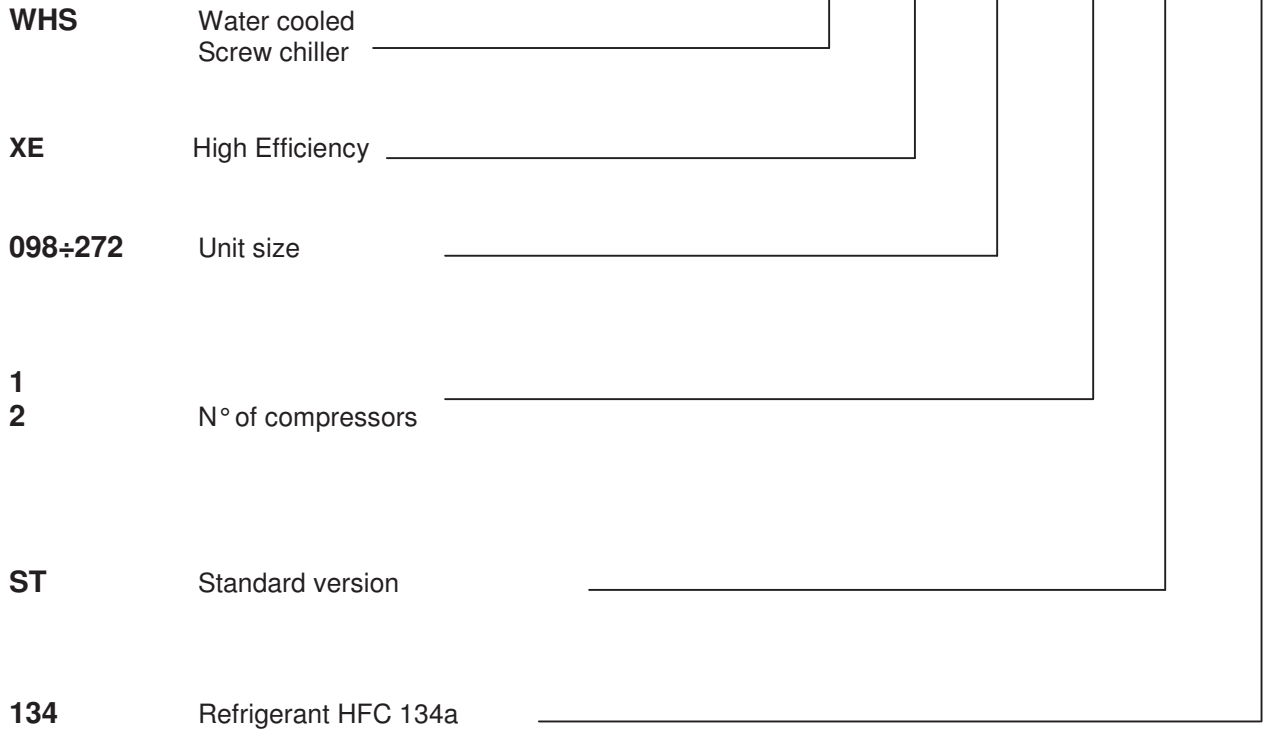 WHS Water cooled
Screw chiller
XE High Efficiency
098÷272 Unit size
1
2 N° of compressors
ST Standard version
134 Refrigerant HFC 134a